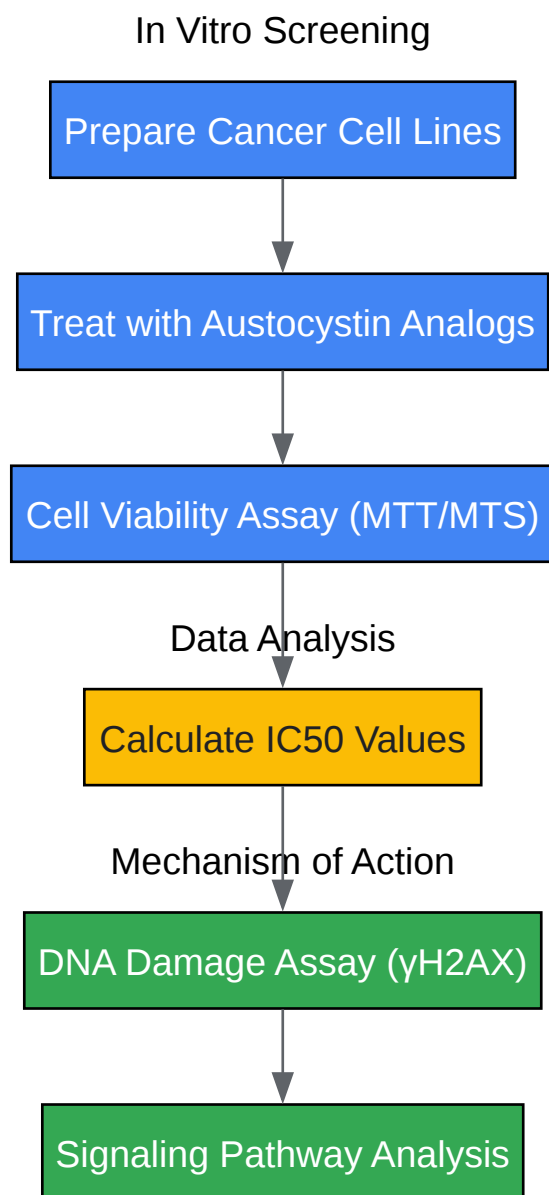 In Vitro Screening
Prepare Cancer Cell Lines
Treat with Austocystin Analogs
Cell Viability Assay (MTT/MTS)
Data Analysis
Calculate IC50 Values
Mechanism of Action
DNA Damage Assay (γH2AX)
Signaling Pathway Analysis